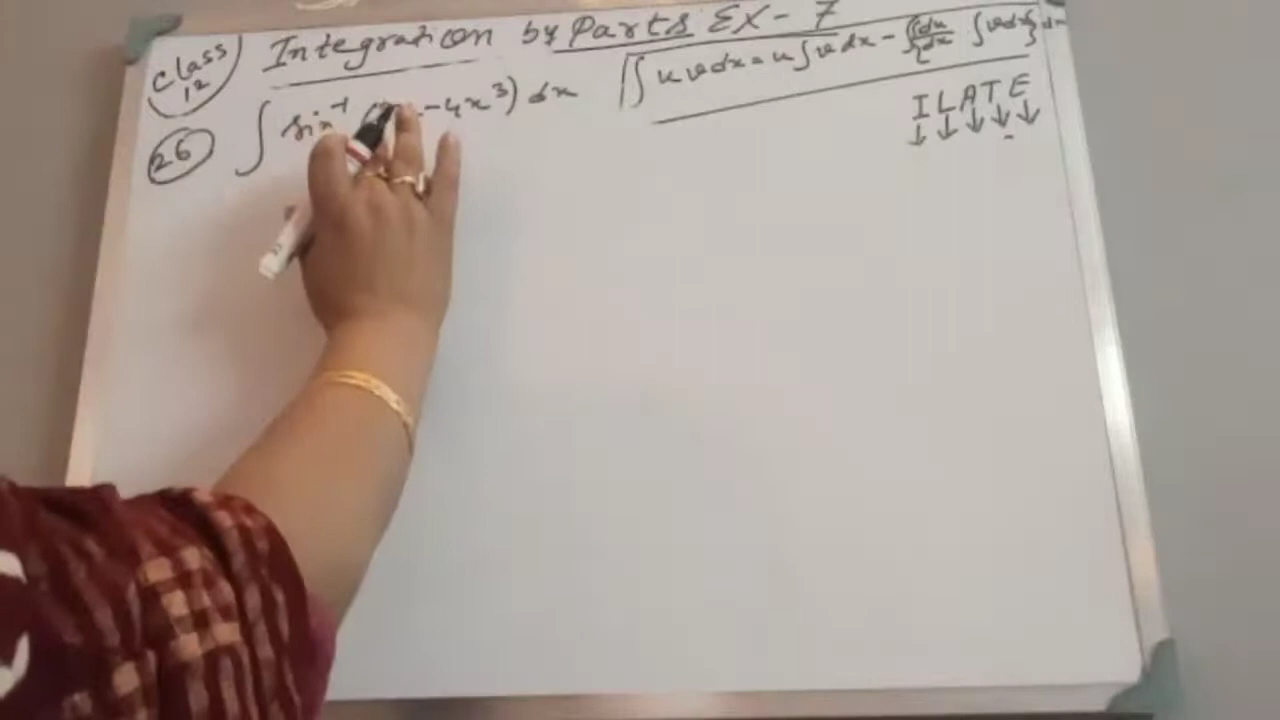 Class 12
Integration by Parts EX - 7
∫ u v dx = u ∫ v dx - ∫{du/dx ∫ v dx} dx
26 ∫ sin⁻¹ ( - 4x³) dx
I L A T E
↓ ↓ ↓ ↓ ↓